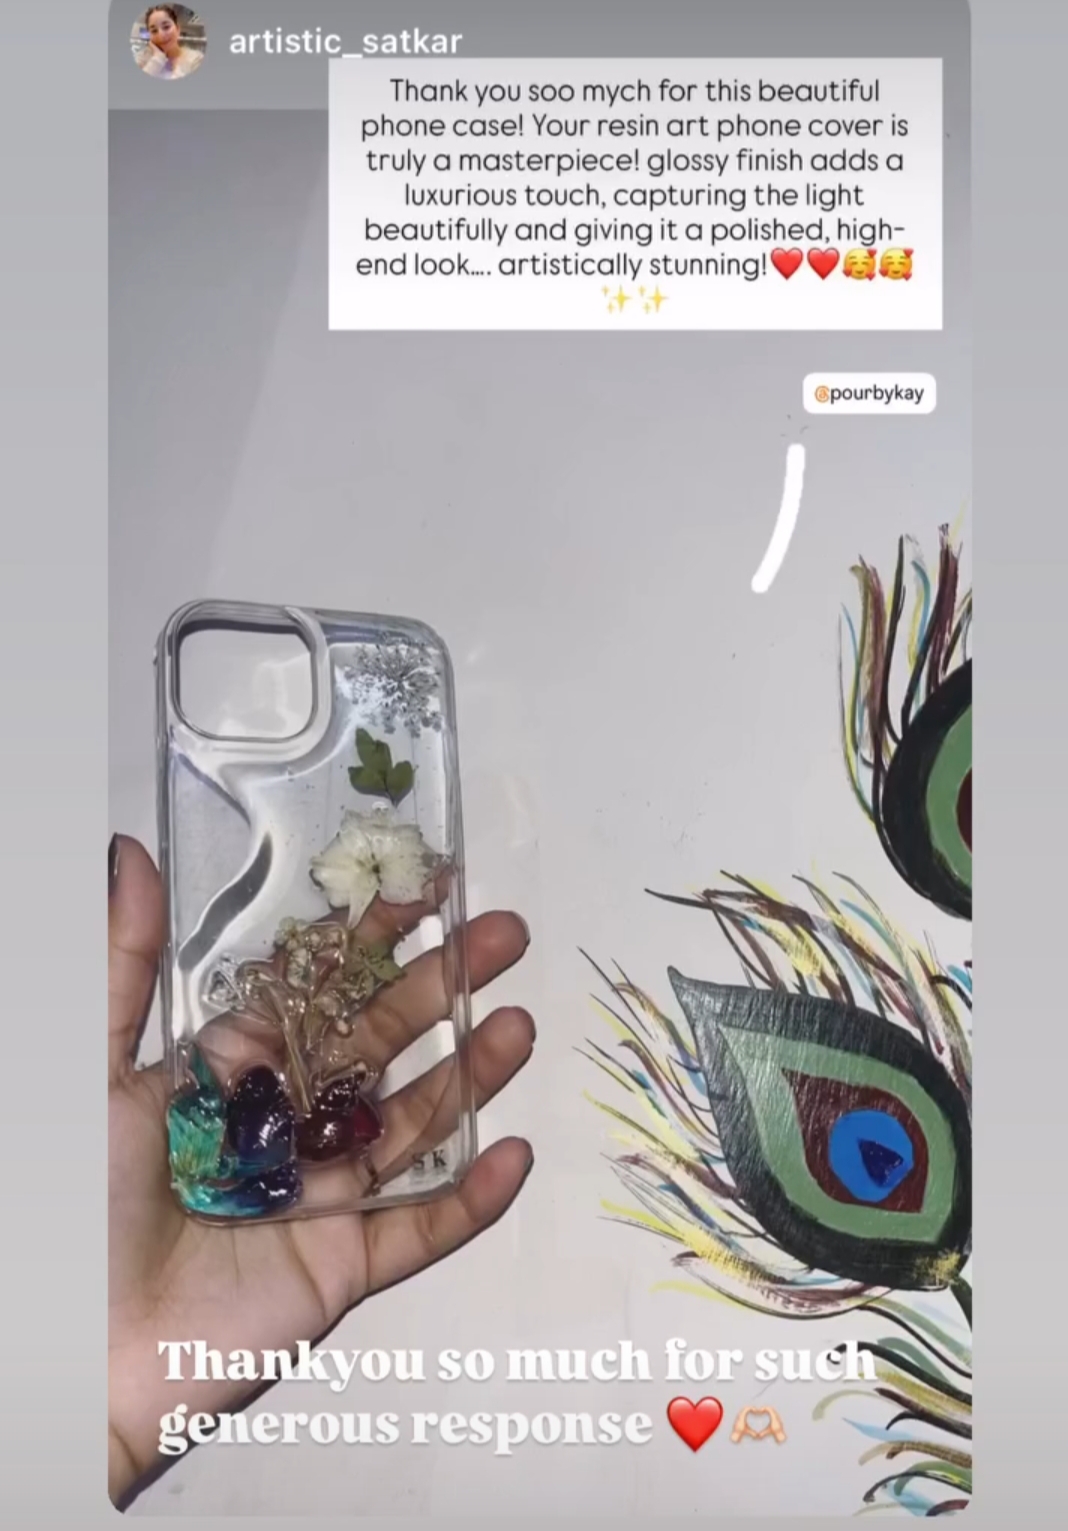 artistic_satkar
Thank you soo mych for this beautiful
phone case! Your resin art phone cover is
truly a masterpiece! glossy finish adds a
luxurious touch, capturing the light
beautifully and giving it a polished, high-
end look.... artistically stunning!❤️❤️🥰🥰
✨✨
@pourbykay
S K
Thankyou so much for such
generous response ❤️🫶🏻